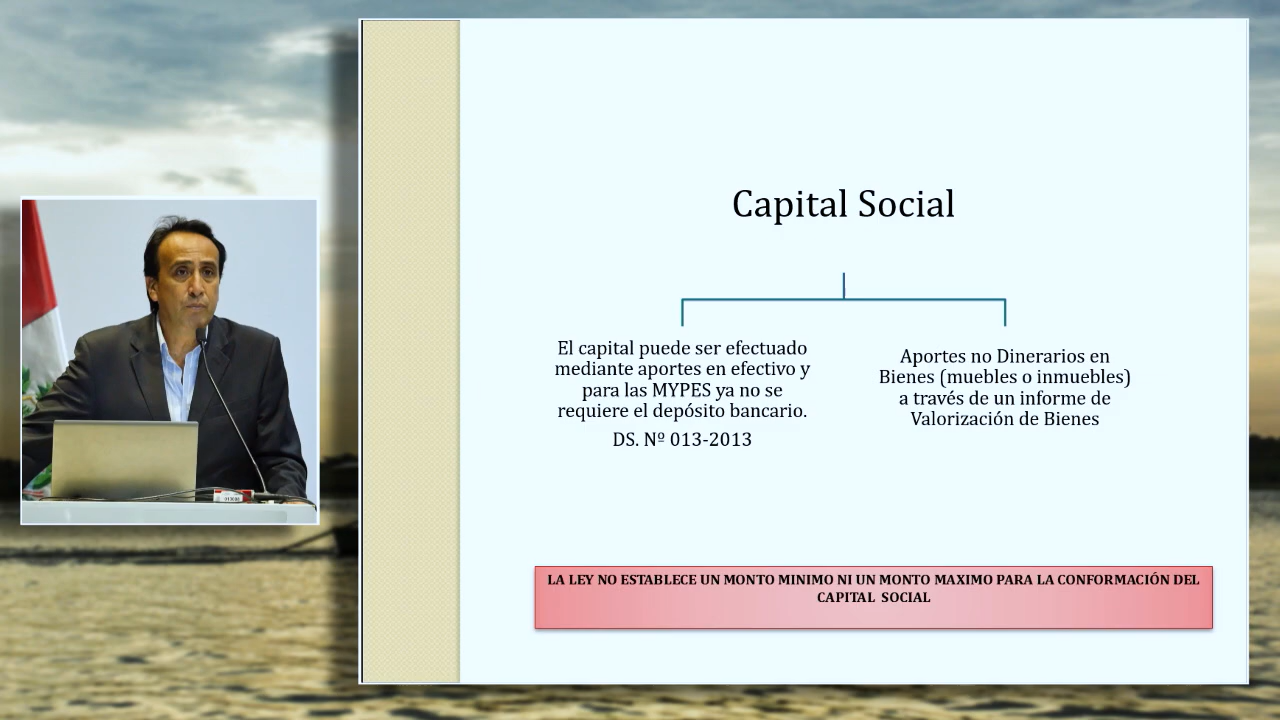 Capital Social
El capital puede ser efectuado
mediante aportes en efectivo y
para las MYPES ya no se
requiere el depósito bancario.
DS. Nº 013-2013
Aportes no Dinerarios en
Bienes (muebles o inmuebles)
a través de un informe de
Valorización de Bienes
LA LEY NO ESTABLECE UN MONTO MINIMO NI UN MONTO MAXIMO PARA LA CONFORMACIÓN DEL
CAPITAL SOCIAL